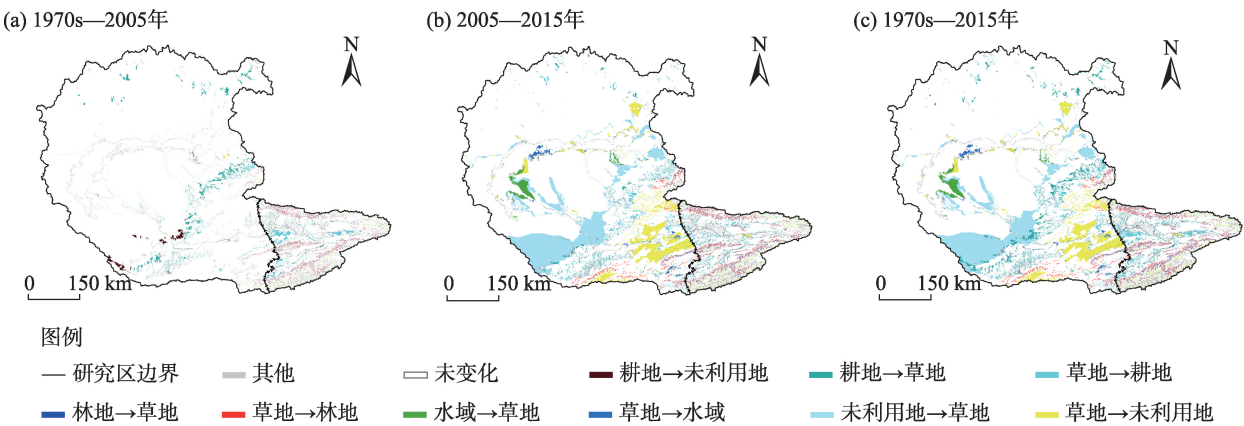 (a) 1970s—2005年
(b) 2005—2015年
(c) 1970s—2015年
N
N
N
0 150 km
0 150 km
0 150 km
图例
研究区边界 其他 未变化 耕地→未利用地 耕地→草地 草地→耕地
林地→草地 草地→林地 水域→草地 草地→水域 未利用地→草地 草地→未利用地